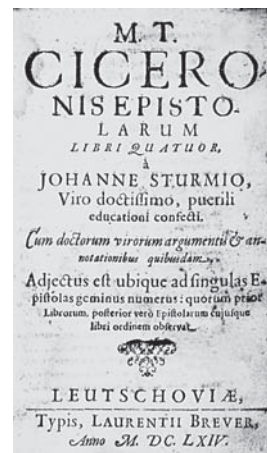 M. T.
CICERO-
NIS EPISTO-
LARUM
LIBRI QUATUOR,
à
JOHANNE STURMIO,
Viro doctissimo, puerili
educationi confecti.
Cum doctorum virorum argumentis & an-
notationibus quibusdam.
Adjectus est ubique ad singulas E-
pistolas geminus numerus: quorum prior
Librorum, posterior verò Epistolarum cujusque
libri ordinem observat.
LEUTSCHOVIÆ,
Typis, LAURENTII BREVER,
Anno M. DC. LXIV.